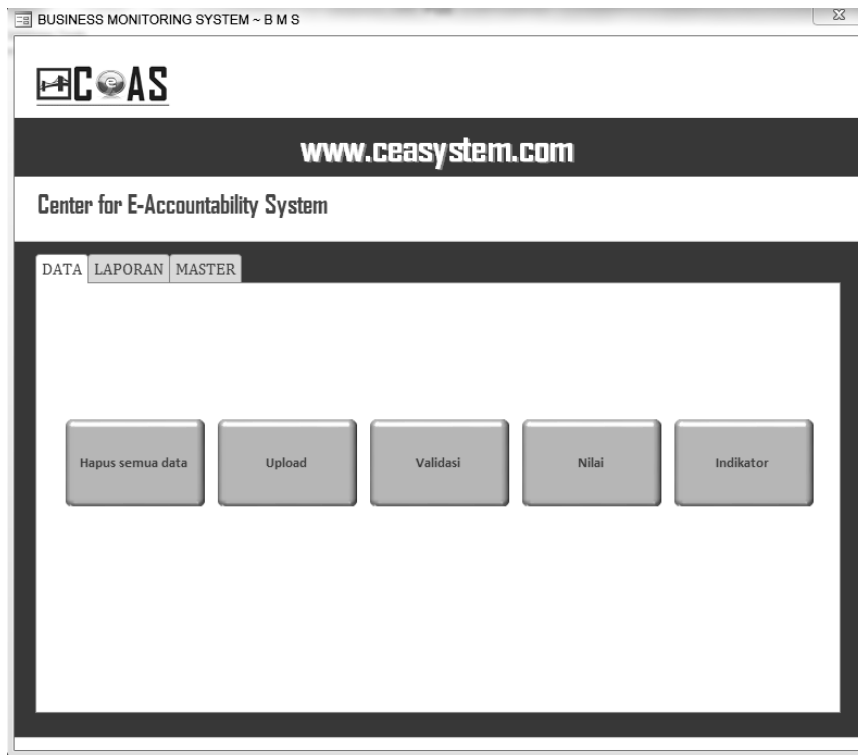 BUSINESS MONITORING SYSTEM ~ B M S
CeAS
www.ceasystem.com
Center for E-Accountability System
DATA LAPORAN MASTER
Hapus semua data Upload Validasi Nilai Indikator